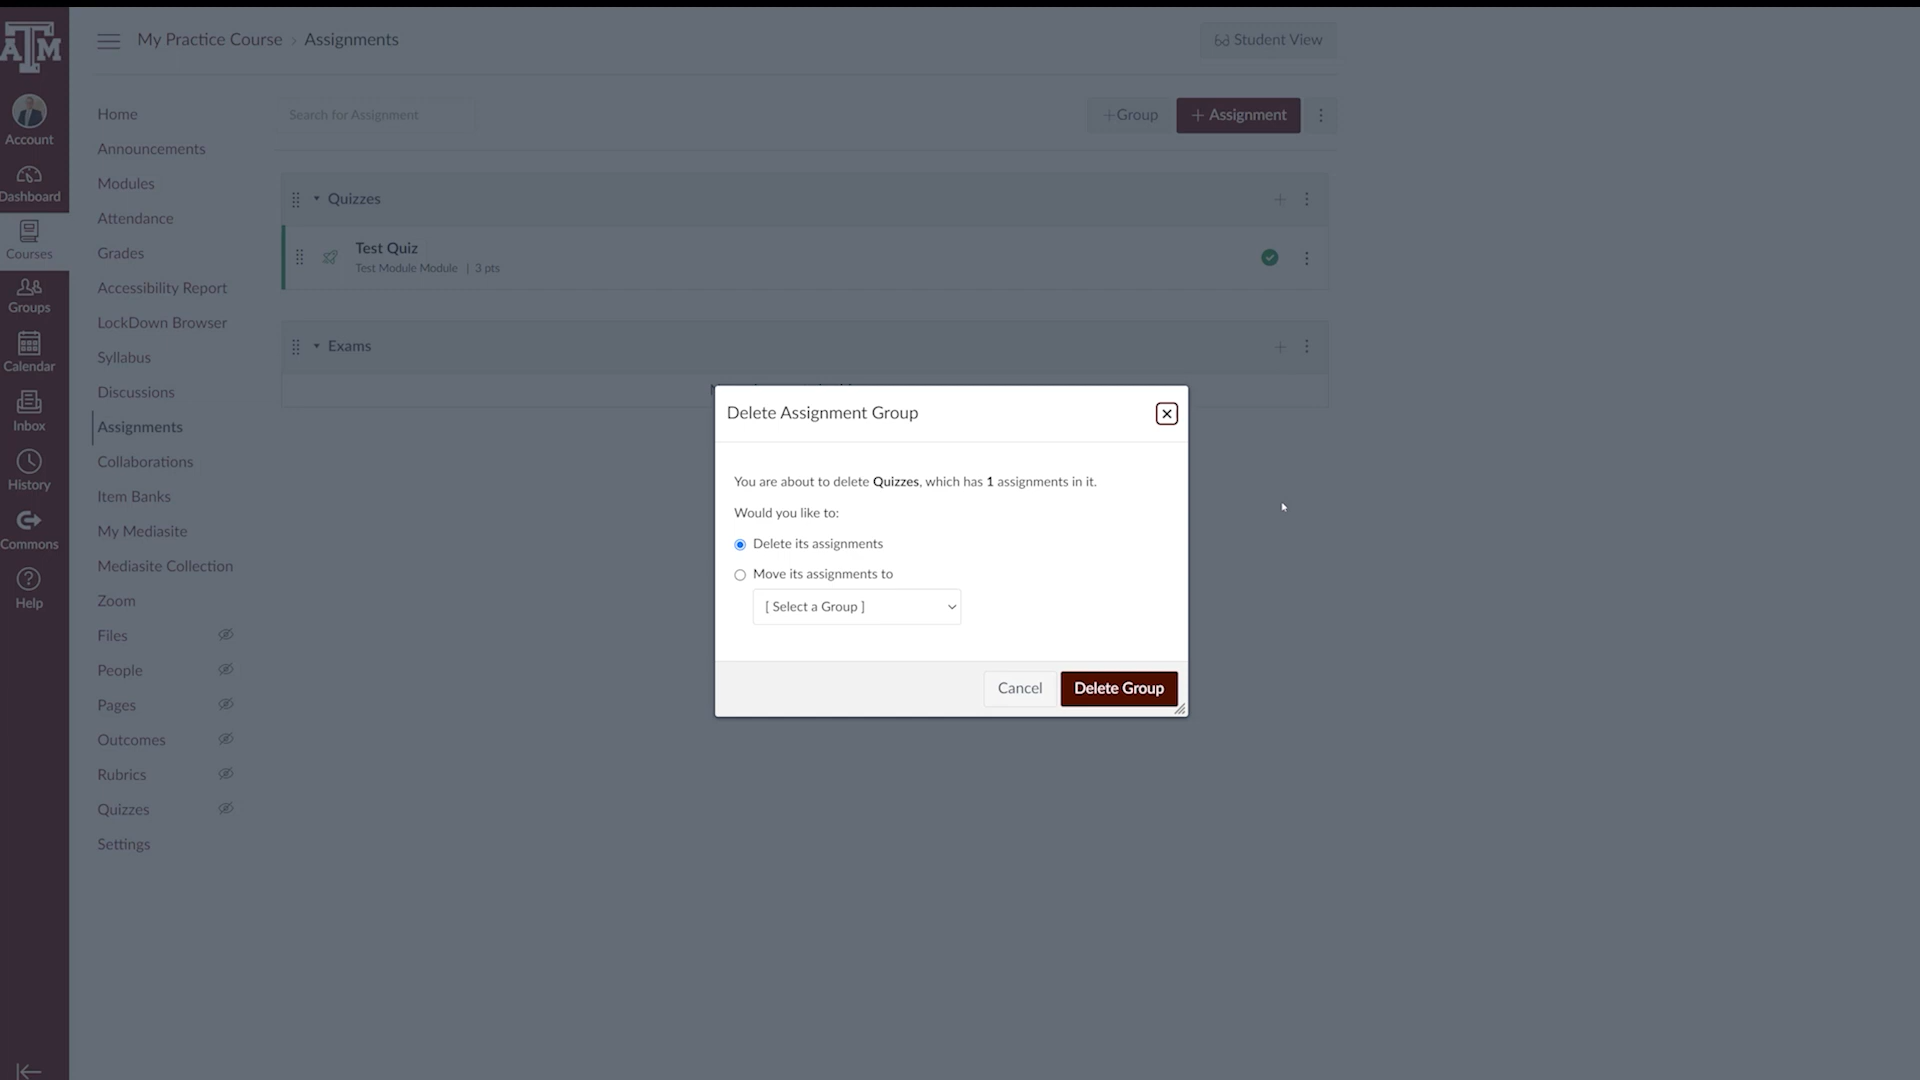 ATM
My Practice Course › Assignments
Student View
Account
Dashboard
Courses
Groups
Calendar
Inbox
History
Commons
Help
Home
Announcements
Modules
Attendance
Grades
Accessibility Report
LockDown Browser
Syllabus
Discussions
Assignments
Collaborations
Item Banks
My Mediasite
Mediasite Collection
Zoom
Files
People
Pages
Outcomes
Rubrics
Quizzes
Settings
Search for Assignment
+Group
+ Assignment
Quizzes
Test Quiz
Test Module Module | 3 pts
Exams
Delete Assignment Group
You are about to delete Quizzes, which has 1 assignments in it.
Would you like to:
Delete its assignments
Move its assignments to
[ Select a Group ]
Cancel
Delete Group